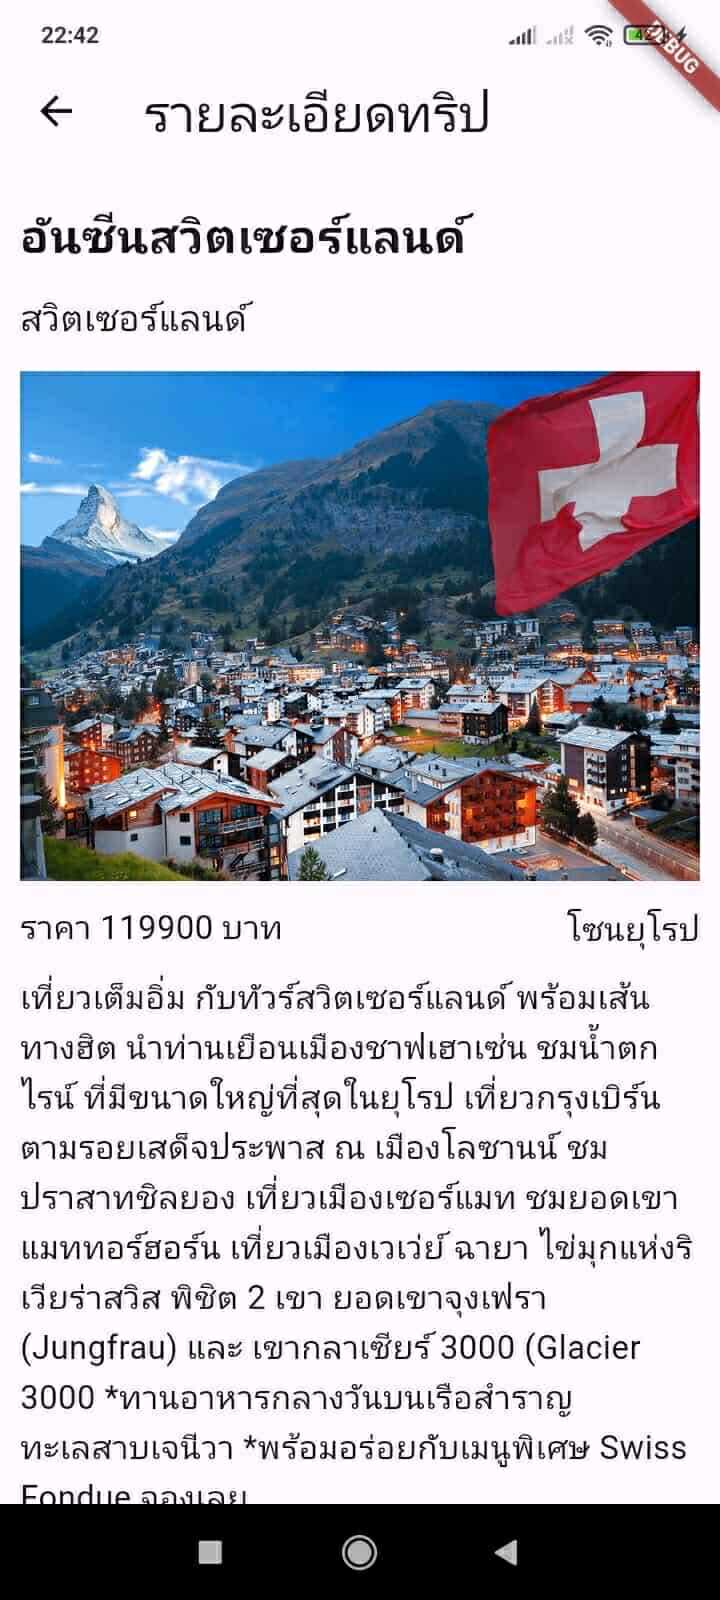 22:42
42
DEBUG
รายละเอียดทริป
อันซีนสวิตเซอร์แลนด์
สวิตเซอร์แลนด์
ราคา 119900 บาท
โซนยุโรป
เที่ยวเต็มอิ่ม กับทัวร์สวิตเซอร์แลนด์ พร้อมเส้น
ทางฮิต นำท่านเยือนเมืองชาฟเฮาเซ่น ชมน้ำตก
ไรน์ ที่มีขนาดใหญ่ที่สุดในยุโรป เที่ยวกรุงเบิร์น
ตามรอยเสด็จประพาส ณ เมืองโลซานน์ ชม
ปราสาทชิลยอง เที่ยวเมืองเซอร์แมท ชมยอดเขา
แมททอร์ฮอร์น เที่ยวเมืองเวเว่ย์ ฉายา ไข่มุกแห่งริ
เวียร่าสวิส พิชิต 2 เขา ยอดเขาจุงเฟรา
(Jungfrau) และ เขากลาเซียร์ 3000 (Glacier
3000 *ทานอาหารกลางวันบนเรือสำราญ
ทะเลสาบเจนีวา *พร้อมอร่อยกับเมนูพิเศษ Swiss
Fondue จองเลย